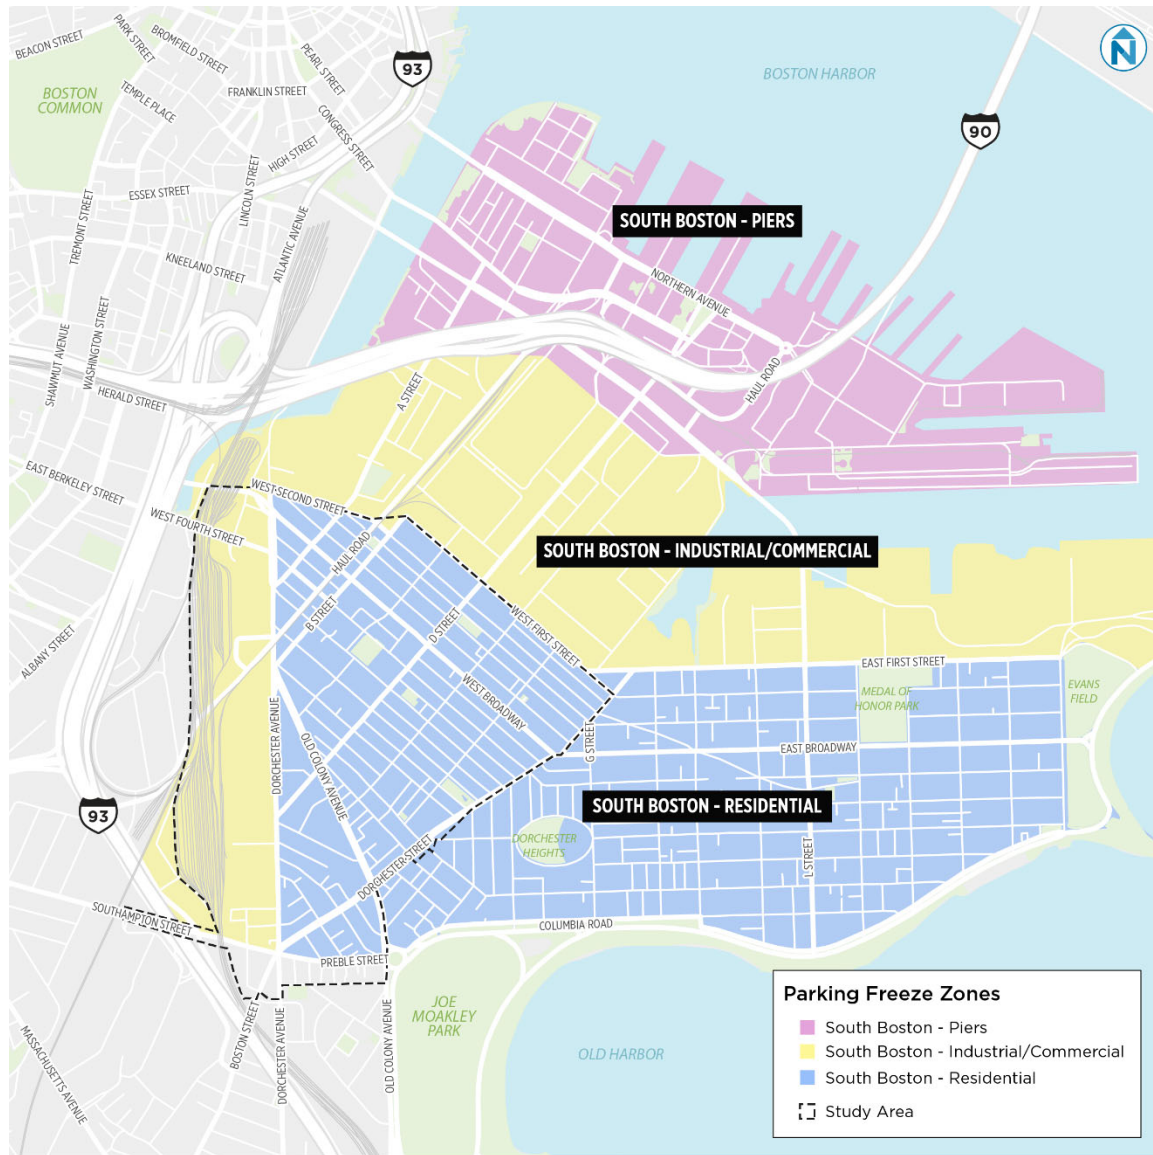 BEACON STREET
PARK STREET
BROMFIELD STREET
PEARL STREET
93
N
BOSTON HARBOR
BOSTON
COMMON
TEMPLE PLACE
FRANKLIN STREET
CONGRESS STREET
90
HIGH STREET
ESSEX STREET
LINCOLN STREET
TREMONT STREET
ATLANTIC AVENUE
SOUTH BOSTON - PIERS
KNEELAND STREET
NORTHERN AVENUE
SHAWMUT AVENUE
WASHINGTON STREET
HERALD STREET
A STREET
HAUL ROAD
EAST BERKELEY STREET
WEST SECOND STREET
WEST FOURTH STREET
HAUL ROAD
SOUTH BOSTON - INDUSTRIAL/COMMERCIAL
ALBANY STREET
B STREET
D STREET
WEST FIRST STREET
EAST FIRST STREET
WEST BROADWAY
MEDAL OF
HONOR PARK
EVANS
FIELD
DORCHESTER AVENUE
OLD COLONY AVENUE
G STREET
EAST BROADWAY
93
SOUTH BOSTON - RESIDENTIAL
DORCHESTER
HEIGHTS
DORCHESTER STREET
L STREET
SOUTHAMPTON STREET
COLUMBIA ROAD
PREBLE STREET
JOE
MOAKLEY
PARK
BOSTON STREET
DORCHESTER AVENUE
OLD COLONY AVENUE
OLD HARBOR
MASSACHUSETTS AVENUE
Parking Freeze Zones
South Boston - Piers
South Boston - Industrial/Commercial
South Boston - Residential
Study Area